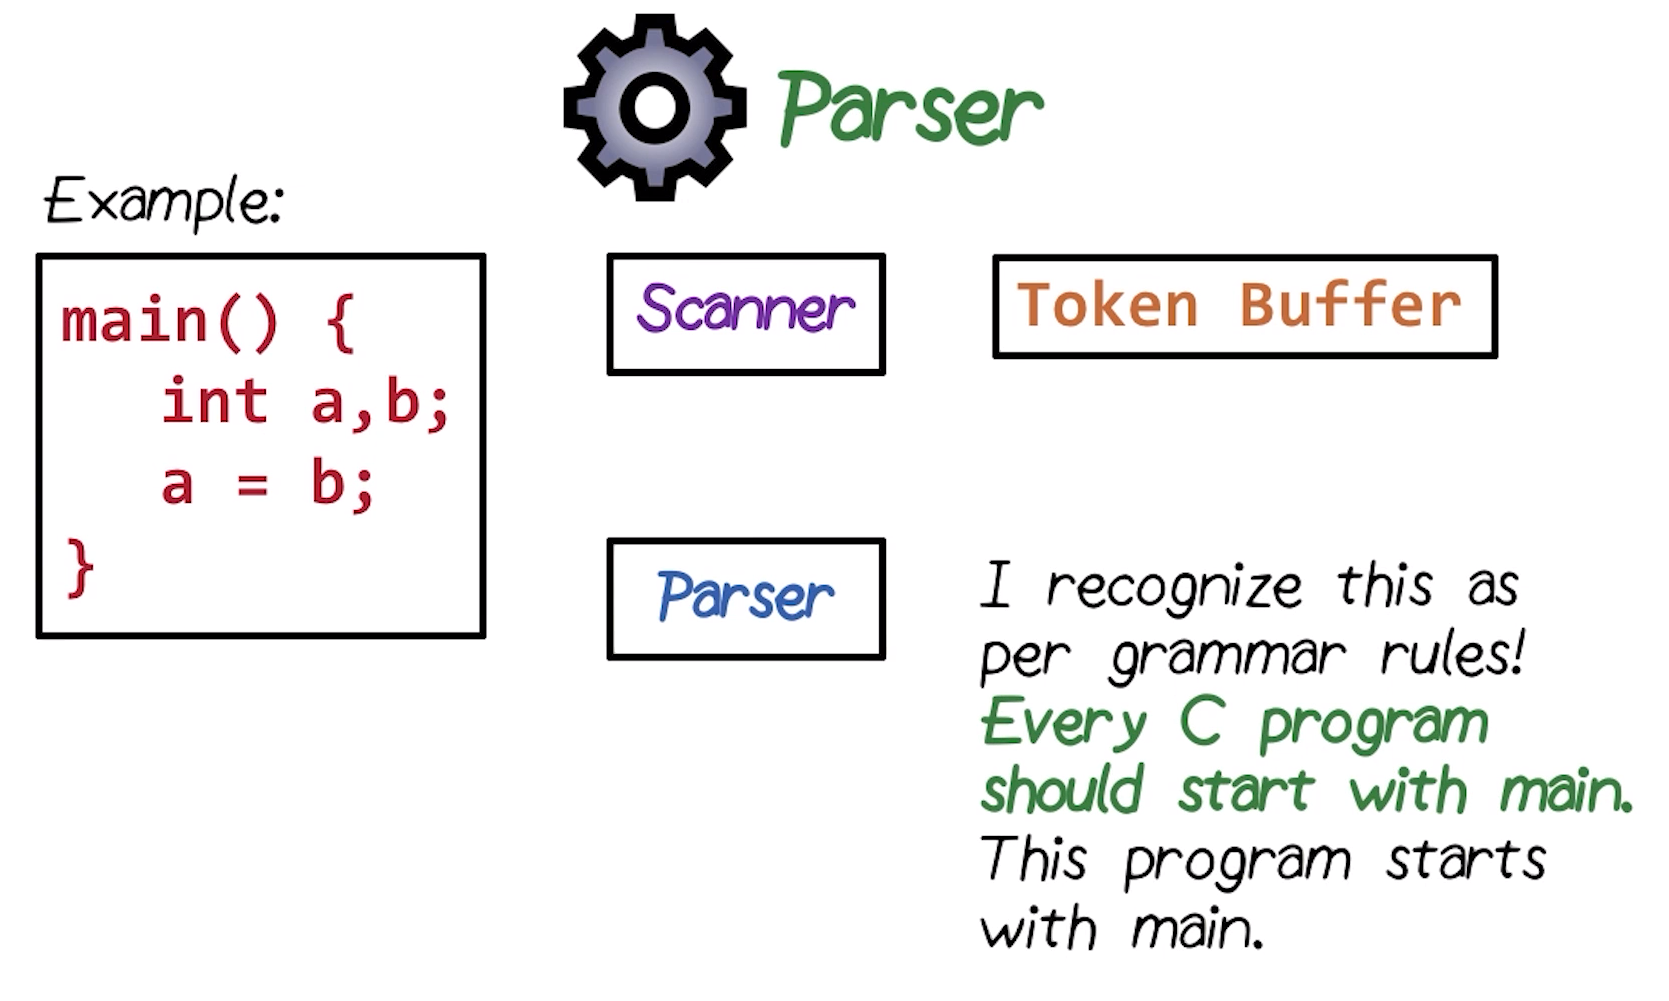 Parser
Example:
main() {
int a,b;
a = b;
}
Scanner
Token Buffer
Parser
I recognize this as
per grammar rules!
Every C program
should start with main.
This program starts
with main.